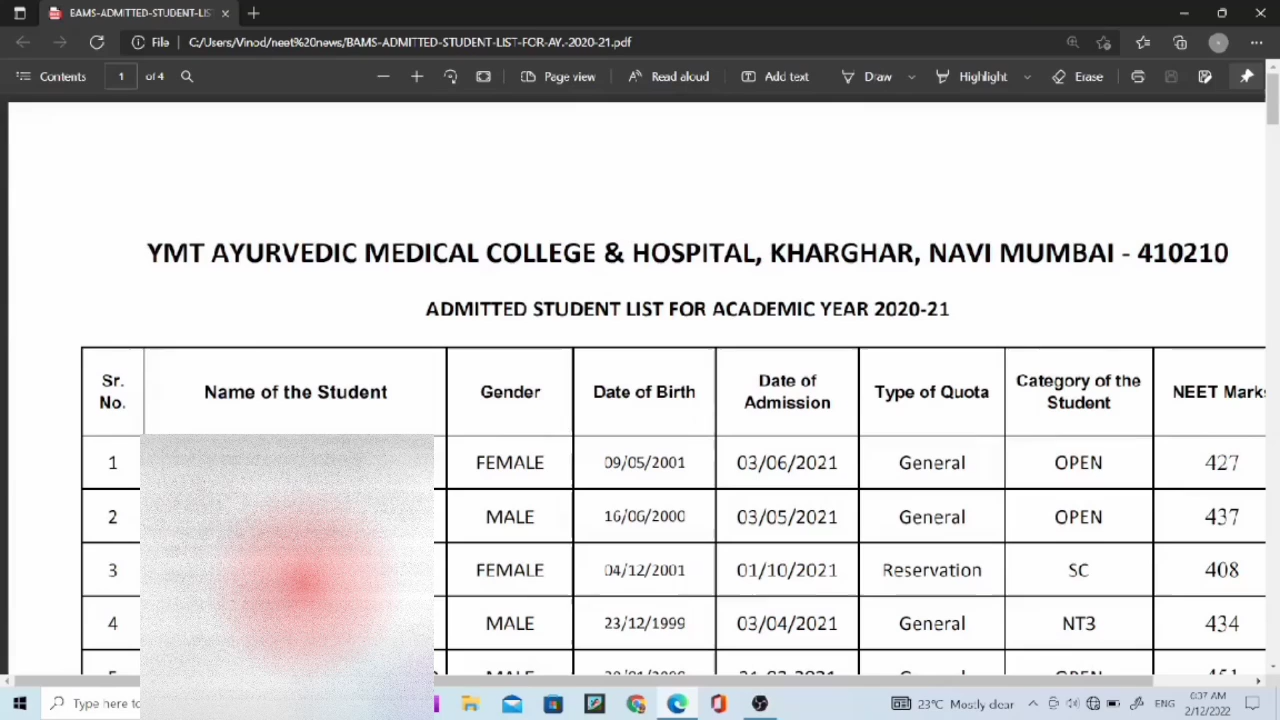 BAMS-ADMITTED-STUDENT-LIS
File C:/Users/Vinod/neet%20news/BAMS-ADMITTED-STUDENT-LIST-FOR-AY.-2020-21.pdf
Contents 1 of 4 Page view Read aloud Add text Draw Highlight Erase
YMT AYURVEDIC MEDICAL COLLEGE & HOSPITAL, KHARGHAR, NAVI MUMBAI - 410210
ADMITTED STUDENT LIST FOR ACADEMIC YEAR 2020-21
Sr. No. Name of the Student Gender Date of Birth Date of Admission Type of Quota Category of the Student NEET Marks
1 FEMALE 09/05/2001 03/06/2021 General OPEN 427
2 MALE 16/06/2000 03/05/2021 General OPEN 437
3 FEMALE 04/12/2001 01/10/2021 Reservation SC 408
4 MALE 23/12/1999 03/04/2021 General NT3 434
Type here to 23°C Mostly clear ENG 2/12/2022